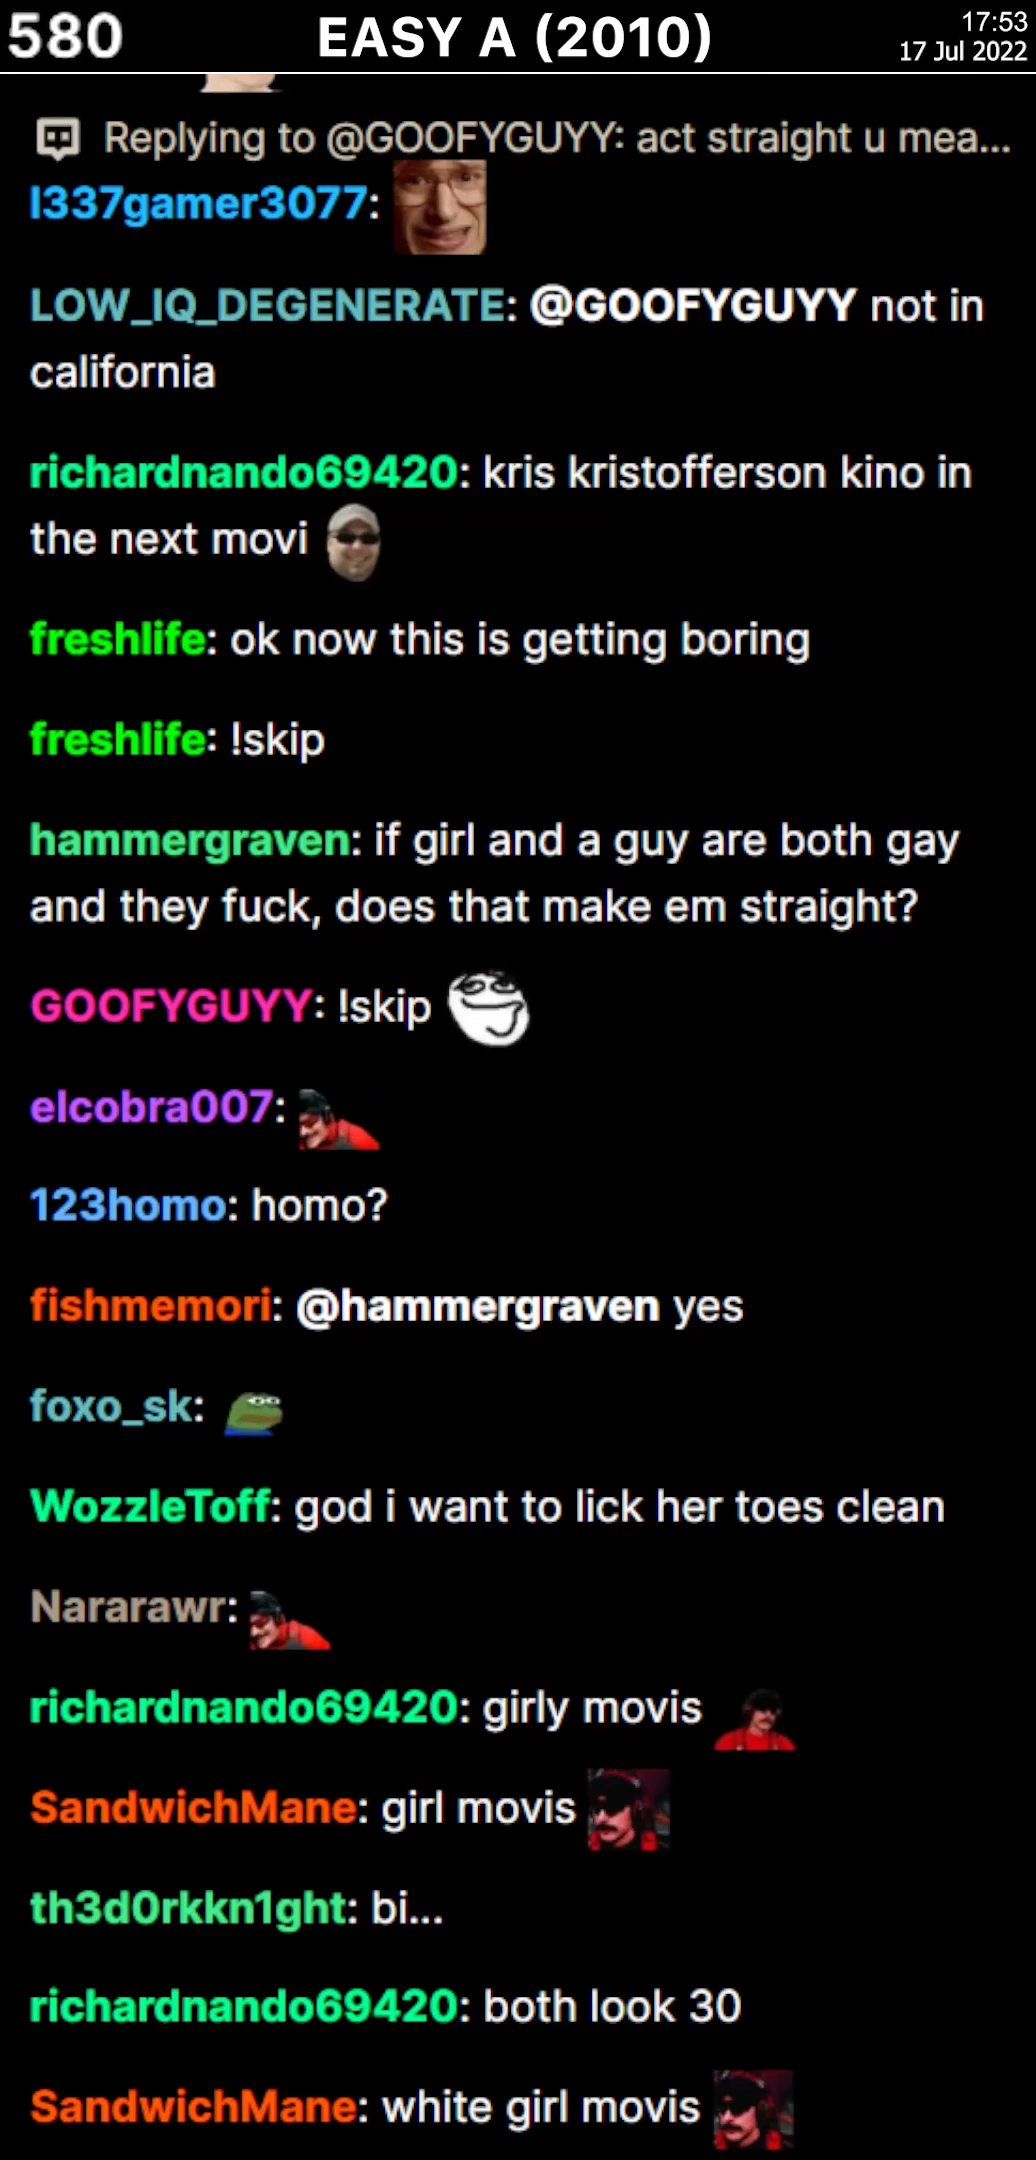 580
EASY A (2010)
17:53
17 Jul 2022
Replying to @GOOFYGUYY: act straight u mea...
l337gamer3077:
LOW_IQ_DEGENERATE: @GOOFYGUYY not in
california
richardnando69420: kris kristofferson kino in
the next movi
freshlife: ok now this is getting boring
freshlife: !skip
hammergraven: if girl and a guy are both gay
and they fuck, does that make em straight?
GOOFYGUYY: !skip
elcobra007:
123homo: homo?
fishmemori: @hammergraven yes
foxo_sk:
WozzleToff: god i want to lick her toes clean
Nararawr:
richardnando69420: girly movis
SandwichMane: girl movis
th3d0rkkn1ght: bi...
richardnando69420: both look 30
SandwichMane: white girl movis